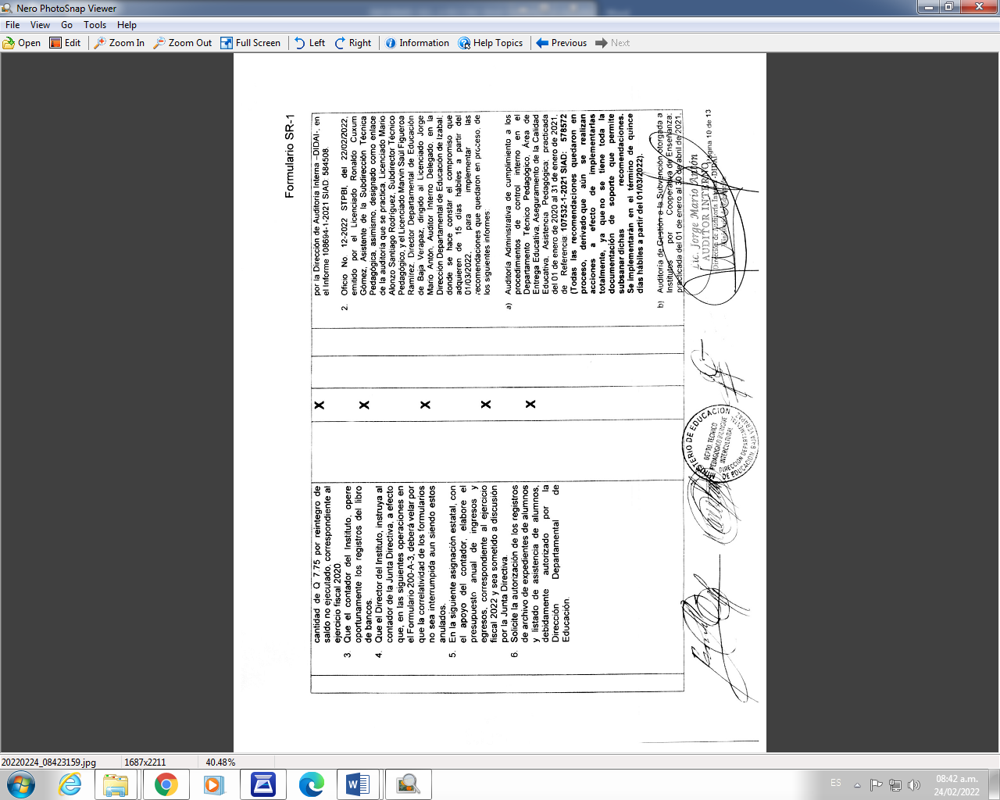 Nero PhotoSnap Viewer
File View Go Tools Help
Open Edit Zoom In Zoom Out Full Screen Left Right Information Help Topics Previous Next
Formulario SR-1
cantidad de Q 7.75 por reintegro de
saldo no ejecutado, correspondiente al
ejercicio fiscal 2020.
3. Que el contador del Instituto, opere
oportunamente los registros del libro
de bancos.
4. Que el Director del Instituto, instruya al
contador de la Junta Directiva, a efecto
que, en las siguientes operaciones en
el Formulario 200-A-3, deberá velar por
que la correlatividad de los formularios
no sea interrumpida aun siendo estos
anulados.
5. En la siguiente asignación estatal, con
el apoyo del contador, elabore el
presupuesto anual de ingresos y
egresos, correspondiente al ejercicio
fiscal 2022 y sea sometido a discusión
por la Junta Directiva.
6. Solicite la autorización de los registros
de archivo de expedientes de alumnos
y listado de asistencia de alumnos,
debidamente autorizado por la
Dirección Departamental de
Educación.
X
X
X
X
X
por la Dirección de Auditoría Interna –DIDAI-, en
el Informe 108694-1-2021 SIAD 584508.
2. Oficio No. 12-2022 STPBI, del 22/02/2022,
emitido por el Licenciado Ronaldo Cuxum
Gómez, Asistente de la Subdirección Técnica
Pedagógica, asimismo, designado como enlace
de la auditoría que se practica, Licenciado Mario
Alonzo Santiago Rodríguez, Subdirector Técnico
Pedagógico, y el Licenciado Marvin Saúl Figueroa
Ramírez, Director Departamental de Educación
de Baja Verapaz, dirigido al Licenciado Jorge
Mario Antón, Auditor Interno Delegado, en la
Dirección Departamental de Educación de Izabal;
donde se hace constar el compromiso que
adquieren de 15 días hábiles a partir del
01/03/2022, para implementar las
recomendaciones que quedaron en proceso, de
los siguientes informes:
a) Auditoría Administrativa de cumplimiento a los
procedimientos de control interno en el
Departamento Técnico Pedagógico, Área de
Entrega Educativa, Aseguramiento de la Calidad
Educativa, Asistencia Pedagógica; practicada
del 01 de enero de 2020 al 31 de enero de 2021,
de Referencia: 107532-1-2021 SIAD: 578572
(Todas las recomendaciones quedaron en
proceso, derivado que aún se realizan
acciones a efecto de Implementarlas
totalmente, ya que no se tiene toda la
documentación de soporte que permite
subsanar dichas recomendaciones.
Se implementarán en el término de quince
días hábiles a partir del 01/03/2022).
b) Auditoría de Gestión a la Subvención otorgada a
Institutos por Cooperativa de Enseñanza;
practicada del 01 de enero al 30 de abril de 2021,
Lic. Jorge Mario Antón
AUDITOR INTERNO
Dirección de Auditoría Interna -DIDAI-
Página 10 de 13
MINISTERIO DE EDUCACION
DEPTO. TECNICO
PEDAGOGICO BILINGUE
INTERCULTURAL
DIRECCION DEPARTAMENTAL
DE EDUCACION, BAJA VERAPAZ
20220224_08423159.jpg 1687x2211 40.48%
ES
08:42 a.m.
24/02/2022